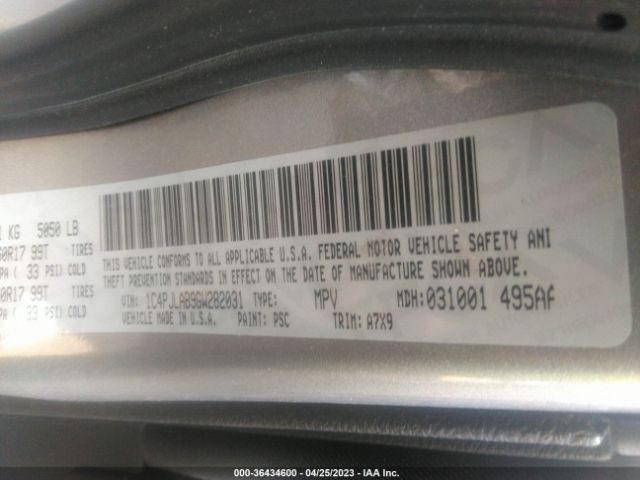 KG 5050 LB
0R17 99T TIRES
PA ( 33 PSI) COLD
0R17 99T TIRES
PA ( 33 PSI) COLD
THIS VEHICLE CONFORMS TO ALL APPLICABLE U.S.A. FEDERAL MOTOR VEHICLE SAFETY AND
THEFT PREVENTION STANDARDS IN EFFECT ON THE DATE OF MANUFACTURE SHOWN ABOVE.
VIN: 1C4PJLAB9GW282031 TYPE: MPV MDH:031001 495AA
VEHICLE MADE IN U.S.A. PAINT: PSC TRIM: A7X9
000-36434600 - 04/25/2023 - IAA Inc.